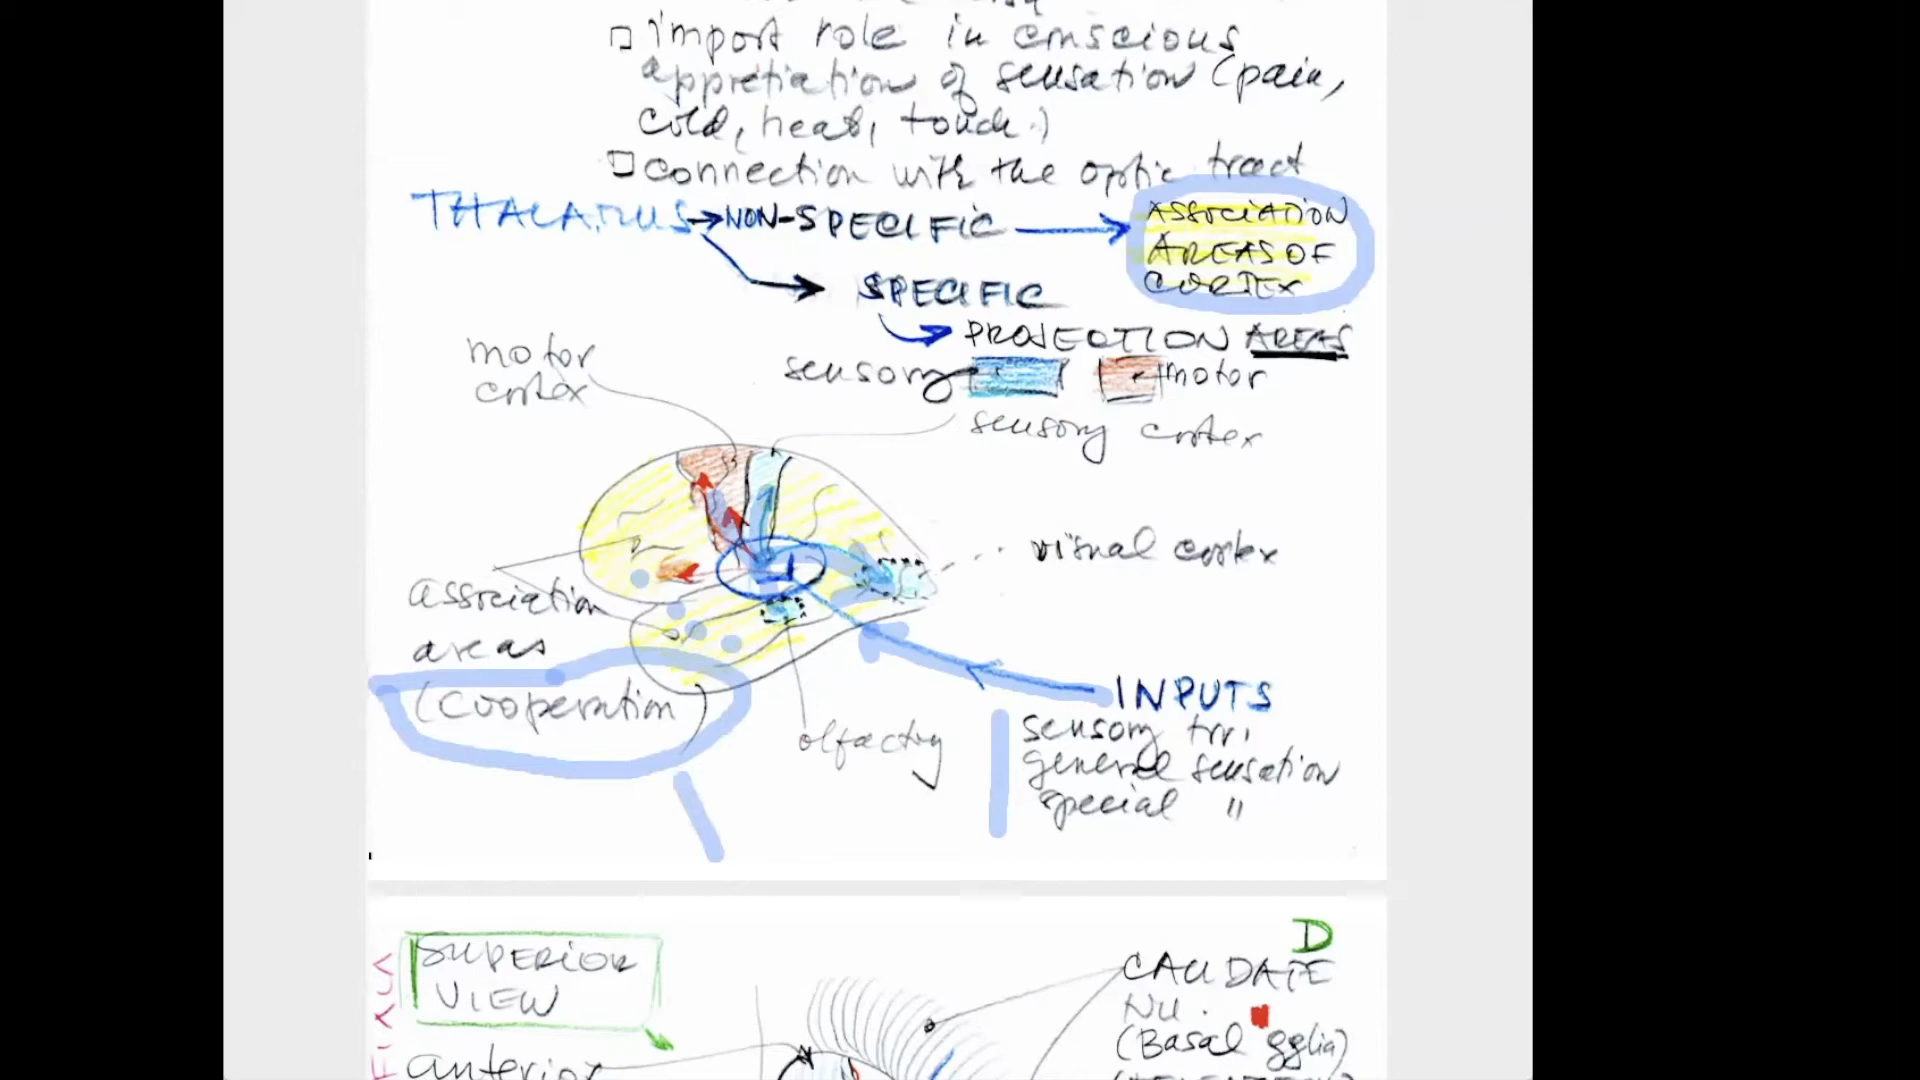 □ import role in conscious
appretiation of sensation (pain,
cold, heat, touch.)
□ connection with the optic tract
THALAMUS → NON-SPECIFIC → ASSOCIATION
AREAS OF
CORTEX
SPECIFIC
PROJECTION AREAS
sensory motor
motor
cortex
sensory cortex
visual cortex
association
areas
(cooperation)
olfactory
INPUTS
sensory trr.
general sensation
special "
SUPERIOR
VIEW
D
CAUDATE
NU.
(Basal gglia)
anterior